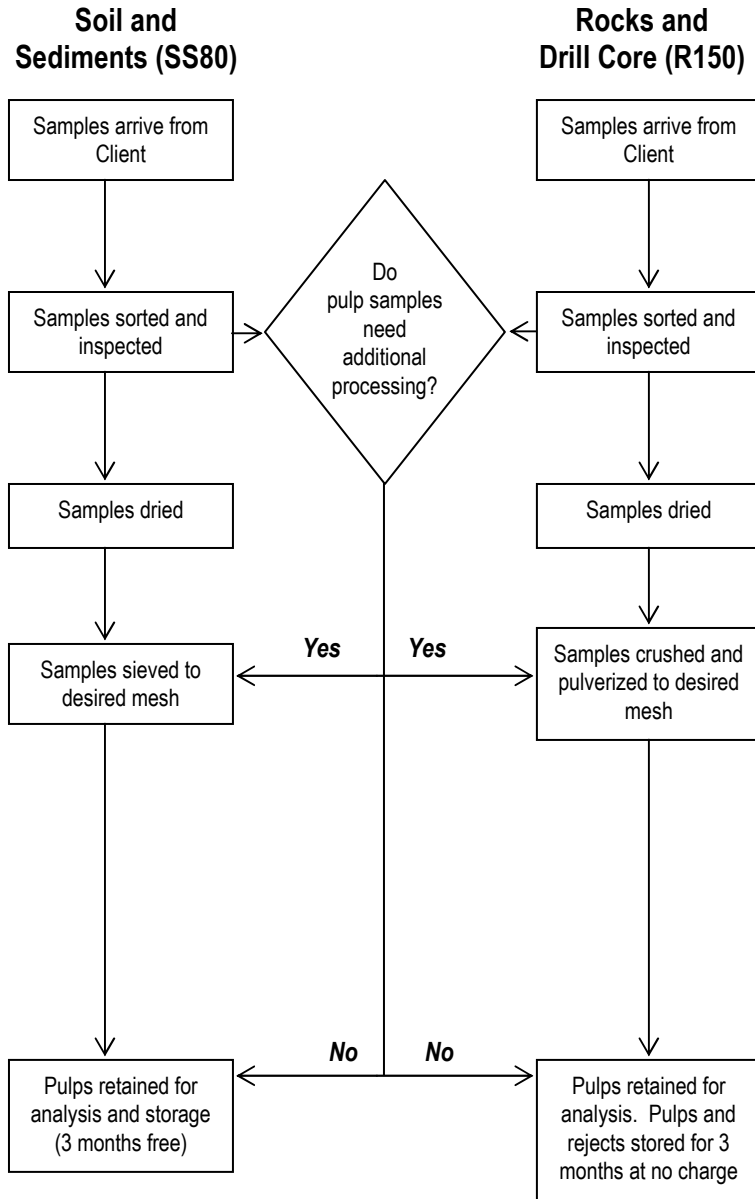 Soil and
Sediments (SS80)
Rocks and
Drill Core (R150)
Samples arrive from
Client
Samples arrive from
Client
Do
pulp samples
need
additional
processing?
Samples sorted and
inspected
Samples sorted and
inspected
Samples dried
Samples dried
Yes
Yes
Samples sieved to
desired mesh
Samples crushed and
pulverized to desired
mesh
No
No
Pulps retained for
analysis and storage
(3 months free)
Pulps retained for
analysis.  Pulps and
rejects stored for 3
months at no charge